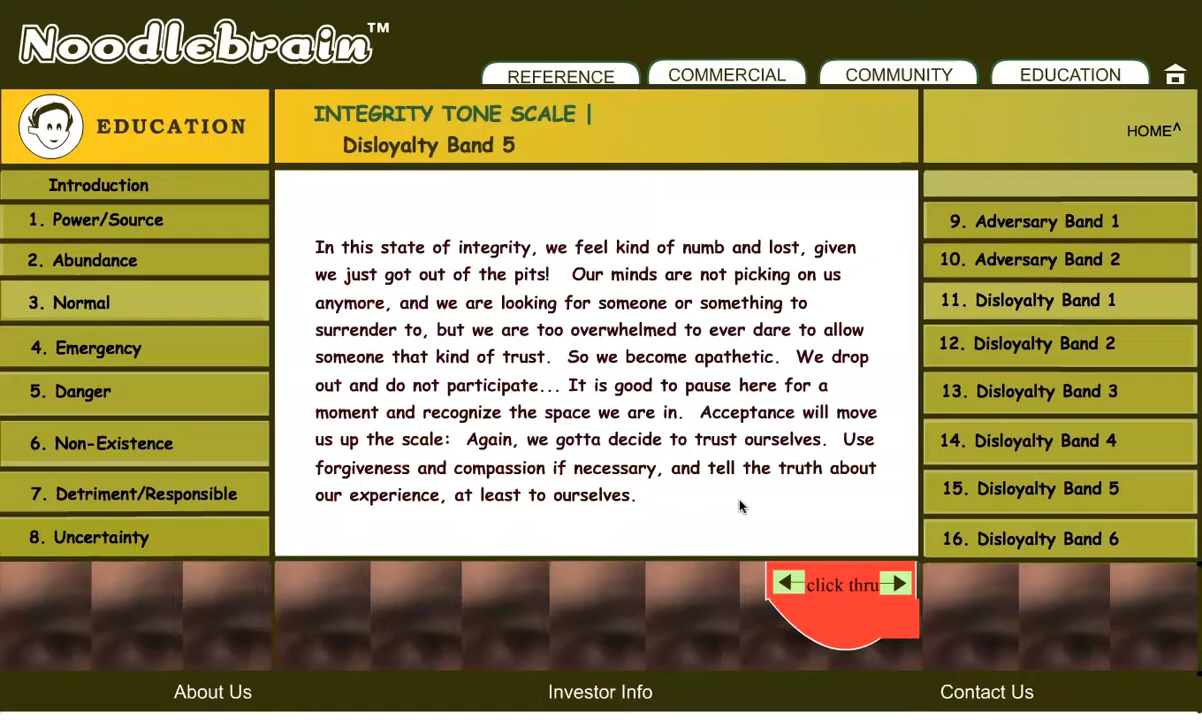 Noodlebrain™
REFERENCE
COMMERCIAL
COMMUNITY
EDUCATION
EDUCATION
INTEGRITY TONE SCALE |
Disloyalty Band 5
HOME^
Introduction
1. Power/Source
2. Abundance
3. Normal
4. Emergency
5. Danger
6. Non-Existence
7. Detriment/Responsible
8. Uncertainty
In this state of integrity, we feel kind of numb and lost, given
we just got out of the pits! Our minds are not picking on us
anymore, and we are looking for someone or something to
surrender to, but we are too overwhelmed to ever dare to allow
someone that kind of trust. So we become apathetic. We drop
out and do not participate... It is good to pause here for a
moment and recognize the space we are in. Acceptance will move
us up the scale: Again, we gotta decide to trust ourselves. Use
forgiveness and compassion if necessary, and tell the truth about
our experience, at least to ourselves.
9. Adversary Band 1
10. Adversary Band 2
11. Disloyalty Band 1
12. Disloyalty Band 2
13. Disloyalty Band 3
14. Disloyalty Band 4
15. Disloyalty Band 5
16. Disloyalty Band 6
click thru
About Us
Investor Info
Contact Us